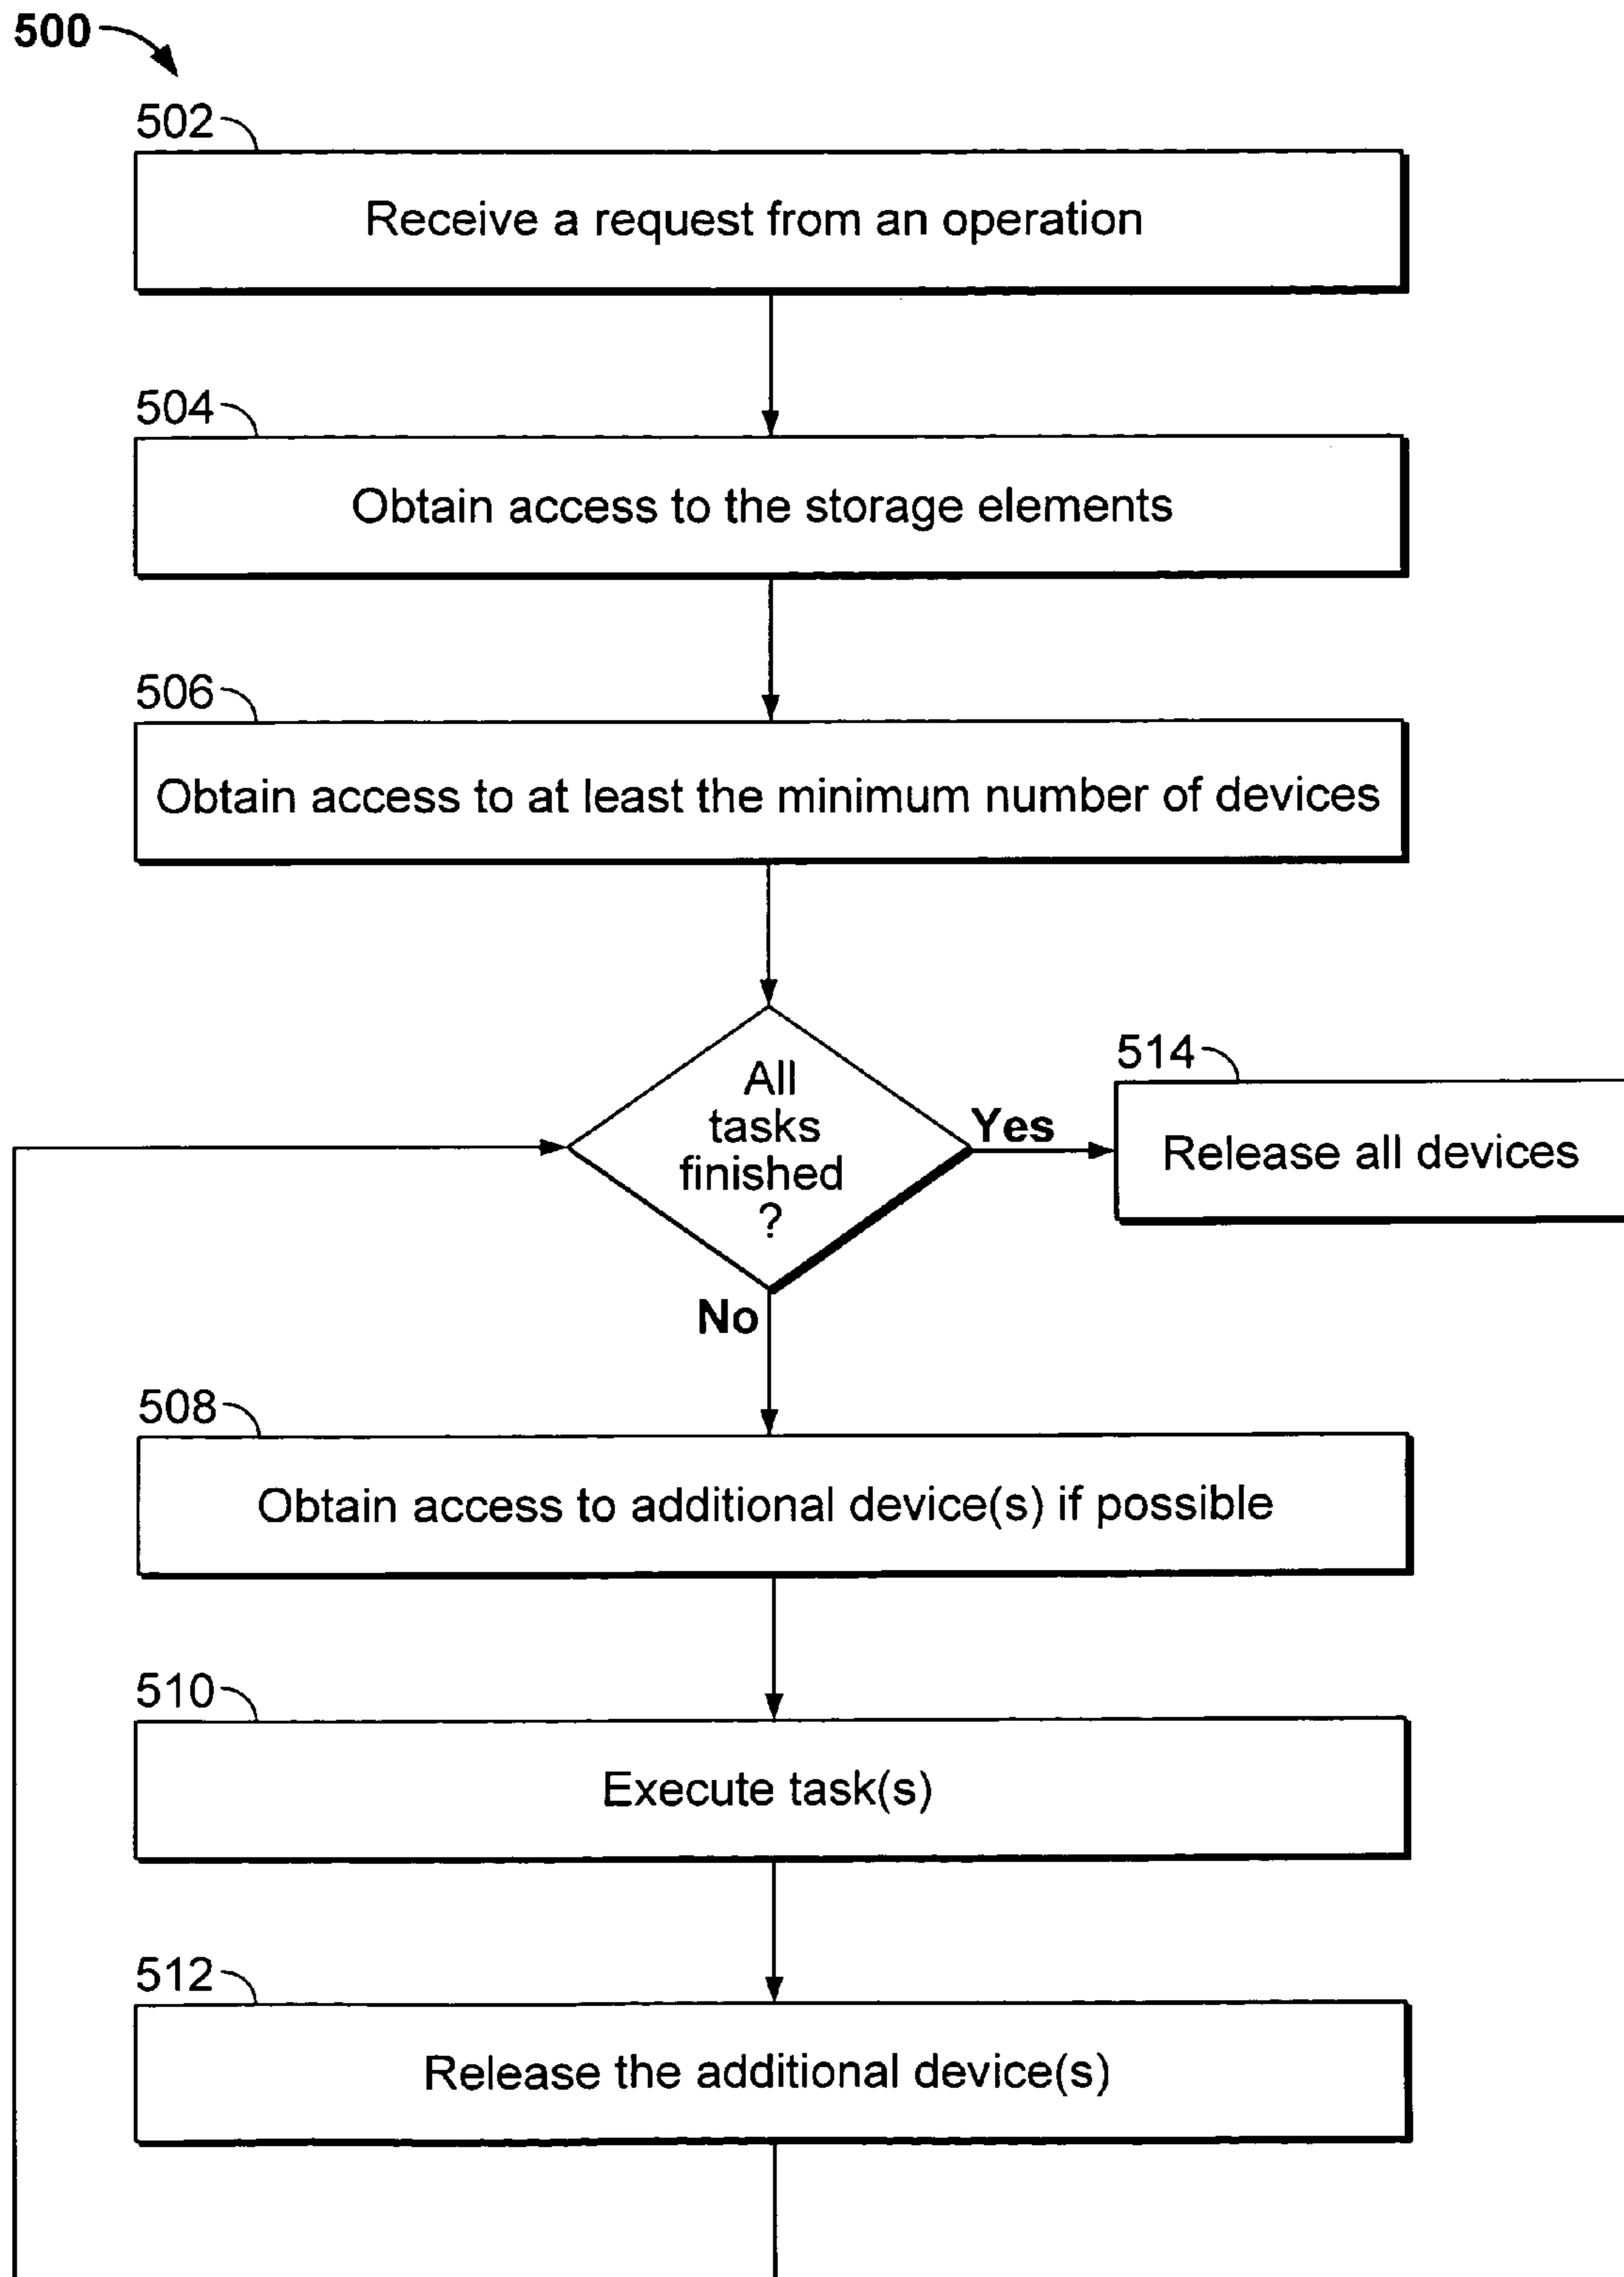 500
502
Receive a request from an operation
504
Obtain access to the storage elements
506
Obtain access to at least the minimum number of devices
All
tasks
finished
?
Yes
514
Release all devices
No
508
Obtain access to additional device(s) if possible
510
Execute task(s)
512
Release the additional device(s)